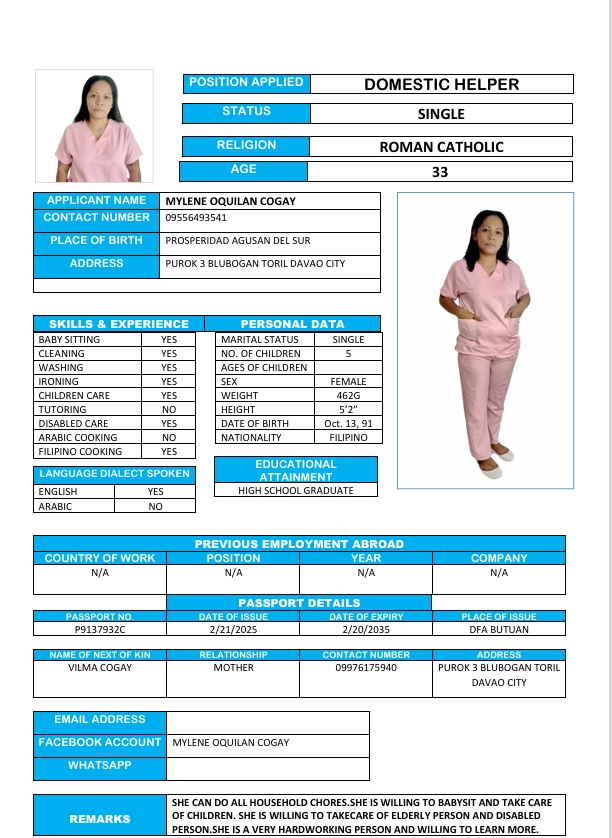 POSITION APPLIED DOMESTIC HELPER
STATUS SINGLE
RELIGION ROMAN CATHOLIC
AGE 33
APPLICANT NAME MYLENE OQUILAN COGAY
CONTACT NUMBER 09556493541
PLACE OF BIRTH PROSPERIDAD AGUSAN DEL SUR
ADDRESS PUROK 3 BLUBOGAN TORIL DAVAO CITY
SKILLS & EXPERIENCE
BABY SITTING YES
CLEANING YES
WASHING YES
IRONING YES
CHILDREN CARE YES
TUTORING NO
DISABLED CARE YES
ARABIC COOKING NO
FILIPINO COOKING YES
LANGUAGE DIALECT SPOKEN
ENGLISH YES
ARABIC NO
PERSONAL DATA
MARITAL STATUS SINGLE
NO. OF CHILDREN 5
AGES OF CHILDREN
SEX FEMALE
WEIGHT 462G
HEIGHT 5’2”
DATE OF BIRTH Oct. 13, 91
NATIONALITY FILIPINO
EDUCATIONAL
ATTAINMENT
HIGH SCHOOL GRADUATE
PREVIOUS EMPLOYMENT ABROAD
COUNTRY OF WORK POSITION YEAR COMPANY
N/A N/A N/A N/A
PASSPORT DETAILS
PASSPORT NO. DATE OF ISSUE DATE OF EXPIRY PLACE OF ISSUE
P9137932C 2/21/2025 2/20/2035 DFA BUTUAN
NAME OF NEXT OF KIN RELATIONSHIP CONTACT NUMBER ADDRESS
VILMA COGAY MOTHER 09976175940 PUROK 3 BLUBOGAN TORIL
DAVAO CITY
EMAIL ADDRESS
FACEBOOK ACCOUNT MYLENE OQUILAN COGAY
WHATSAPP
REMARKS
SHE CAN DO ALL HOUSEHOLD CHORES.SHE IS WILLING TO BABYSIT AND TAKE CARE
OF CHILDREN. SHE IS WILLING TO TAKECARE OF ELDERLY PERSON AND DISABLED
PERSON.SHE IS A VERY HARDWORKING PERSON AND WILLING TO LEARN MORE.